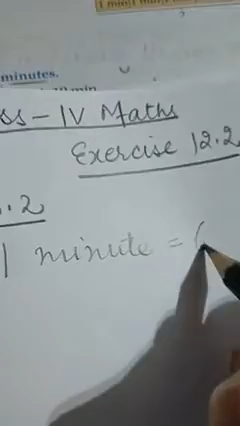 minutes.
ss - IV Maths
Exercise 12.2
.2
1 minute = (